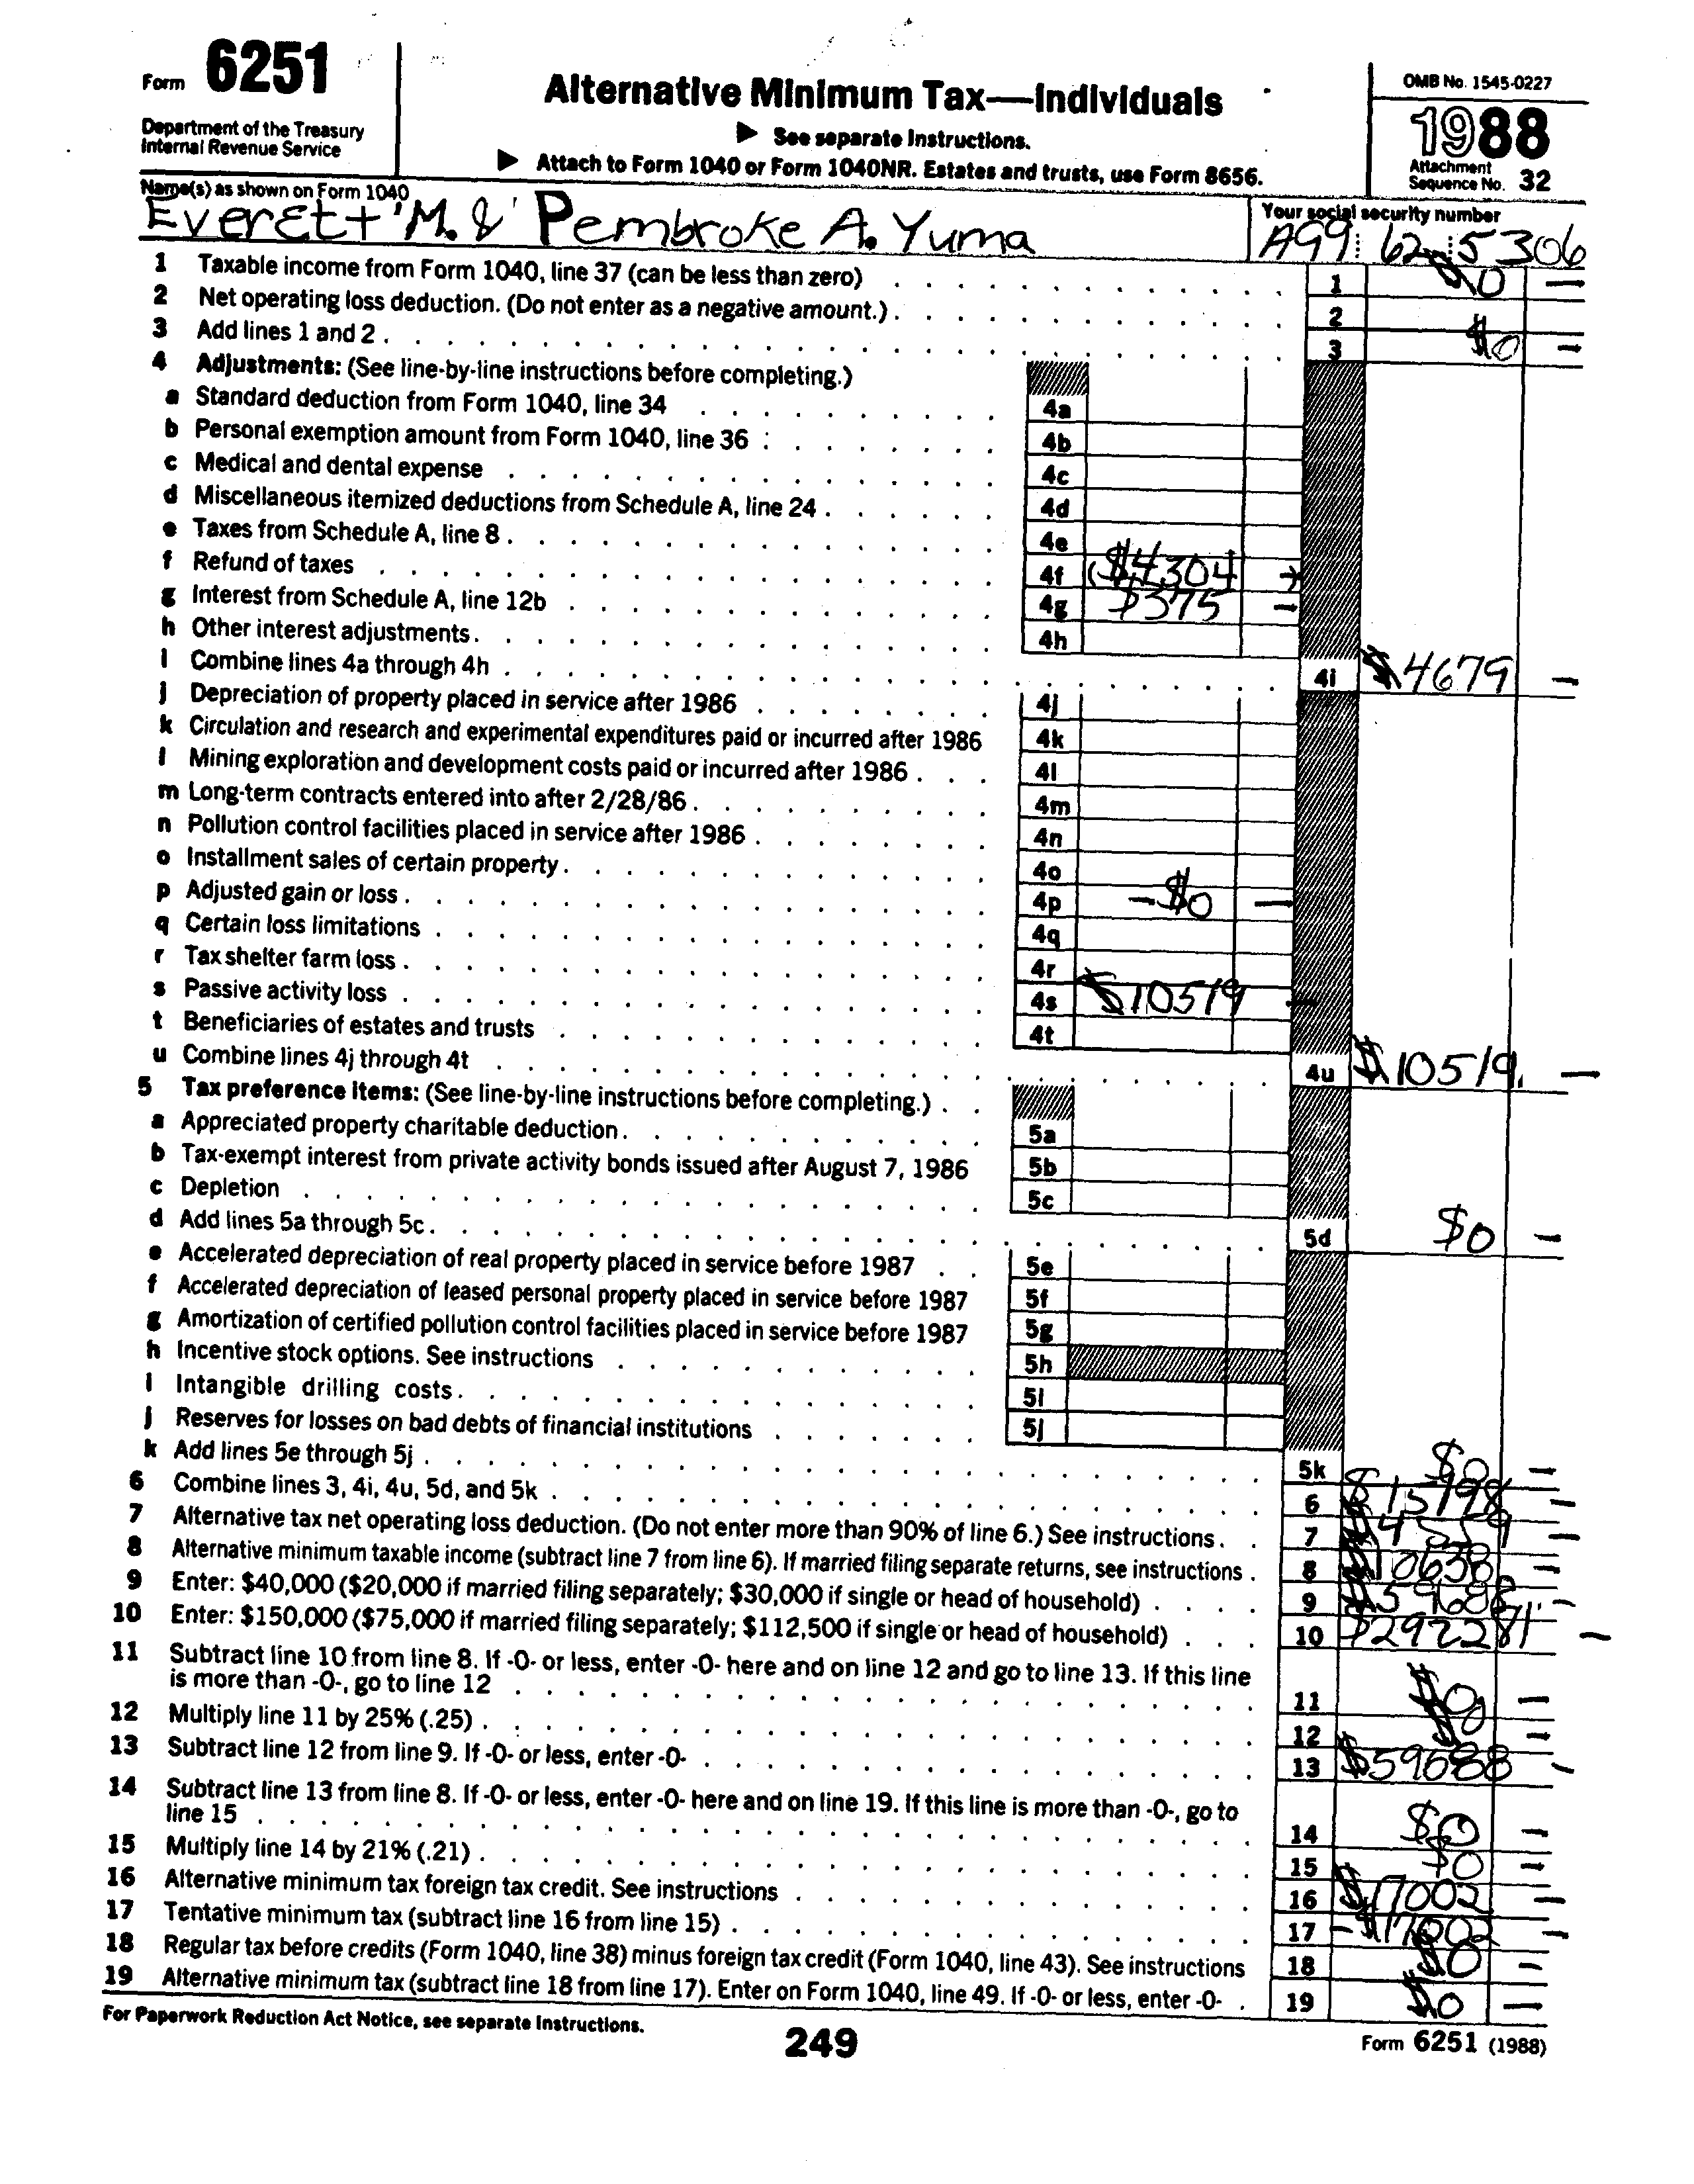 Form 6251
Department of the Treasury
Internal Revenue Service
Alternative Minimum Tax—Individuals
▶ See separate Instructions.
▶ Attach to Form 1040 or Form 1040NR. Estates and trusts, use Form 8656.
OMB No. 1545-0227
1988
Attachment
Sequence No. 32
Name(s) as shown on Form 1040
Everett M. & Pembroke A. Yuma
Your social security number
A99 62 5306
1 Taxable income from Form 1040, line 37 (can be less than zero) 1 $0 —
2 Net operating loss deduction. (Do not enter as a negative amount.) 2
3 Add lines 1 and 2 3 $0 —
4 Adjustments: (See line-by-line instructions before completing.)
a Standard deduction from Form 1040, line 34 4a
b Personal exemption amount from Form 1040, line 36 4b
c Medical and dental expense 4c
d Miscellaneous itemized deductions from Schedule A, line 24 4d
e Taxes from Schedule A, line 8 4e
f Refund of taxes 4f ($4304 —)
g Interest from Schedule A, line 12b 4g $375 —
h Other interest adjustments 4h
i Combine lines 4a through 4h 4i $4679 —
j Depreciation of property placed in service after 1986 4j
k Circulation and research and experimental expenditures paid or incurred after 1986 4k
l Mining exploration and development costs paid or incurred after 1986 4l
m Long-term contracts entered into after 2/28/86 4m
n Pollution control facilities placed in service after 1986 4n
o Installment sales of certain property 4o
p Adjusted gain or loss 4p -$0 —
q Certain loss limitations 4q
r Tax shelter farm loss 4r
s Passive activity loss 4s $10519 —
t Beneficiaries of estates and trusts 4t
u Combine lines 4j through 4t 4u $10519 —
5 Tax preference items: (See line-by-line instructions before completing.)
a Appreciated property charitable deduction 5a
b Tax-exempt interest from private activity bonds issued after August 7, 1986 5b
c Depletion 5c
d Add lines 5a through 5c 5d $0 —
e Accelerated depreciation of real property placed in service before 1987 5e
f Accelerated depreciation of leased personal property placed in service before 1987 5f
g Amortization of certified pollution control facilities placed in service before 1987 5g
h Incentive stock options. See instructions 5h
i Intangible drilling costs 5i
j Reserves for losses on bad debts of financial institutions 5j
k Add lines 5e through 5j 5k $0 —
6 Combine lines 3, 4i, 4u, 5d, and 5k 6 $15198 —
7 Alternative tax net operating loss deduction. (Do not enter more than 90% of line 6.) See instructions 7 —
8 Alternative minimum taxable income (subtract line 7 from line 6). If married filing separate returns, see instructions 8 $10638 —
9 Enter: $40,000 ($20,000 if married filing separately; $30,000 if single or head of household) 9 $59688 —
10 Enter: $150,000 ($75,000 if married filing separately; $112,500 if single or head of household) 10 $292281 —
11 Subtract line 10 from line 8. If -0- or less, enter -0- here and on line 12 and go to line 13. If this line
is more than -0-, go to line 12 11 $0 —
12 Multiply line 11 by 25% (.25) 12 $0 —
13 Subtract line 12 from line 9. If -0- or less, enter -0- 13 $59688 —
14 Subtract line 13 from line 8. If -0- or less, enter -0- here and on line 19. If this line is more than -0-, go to
line 15 14 $0 —
15 Multiply line 14 by 21% (.21) 15 $0 —
16 Alternative minimum tax foreign tax credit. See instructions 16 $17002 —
17 Tentative minimum tax (subtract line 16 from line 15) 17 -$17002 —
18 Regular tax before credits (Form 1040, line 38) minus foreign tax credit (Form 1040, line 43). See instructions 18 $0 —
19 Alternative minimum tax (subtract line 18 from line 17). Enter on Form 1040, line 49. If -0- or less, enter -0- 19 $0 —
For Paperwork Reduction Act Notice, see separate Instructions.
249
Form 6251 (1988)